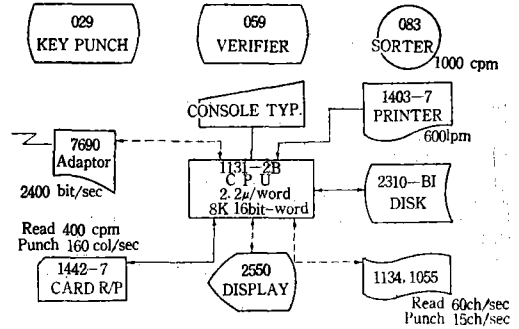 029
KEY PUNCH
059
VERIFIER
083
SORTER
1000 cpm
CONSOLE TYP.
1403-7
PRINTER
600lpm
7690
Adaptor
2400 bit/sec
1131-2B
C P U
2.2μ/word
8K 16bit-word
2310-BI
DISK
Read 400 cpm
Punch 160 col/sec
1442-7
CARD R/P
2550
DISPLAY
1134, 1055
Read 60ch/sec
Punch 15ch/sec